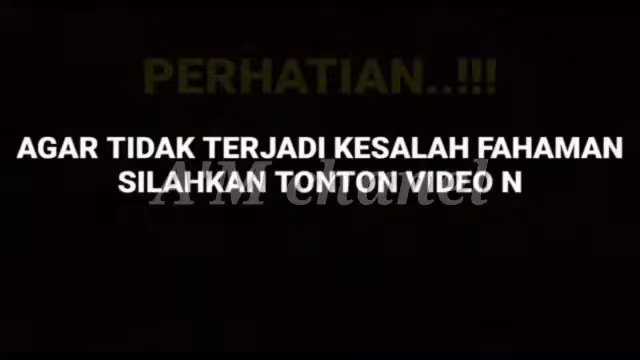 PERHATIAN..!!!
AGAR TIDAK TERJADI KESALAH FAHAMAN
SILAHKAN TONTON VIDEO N
A'M chanel